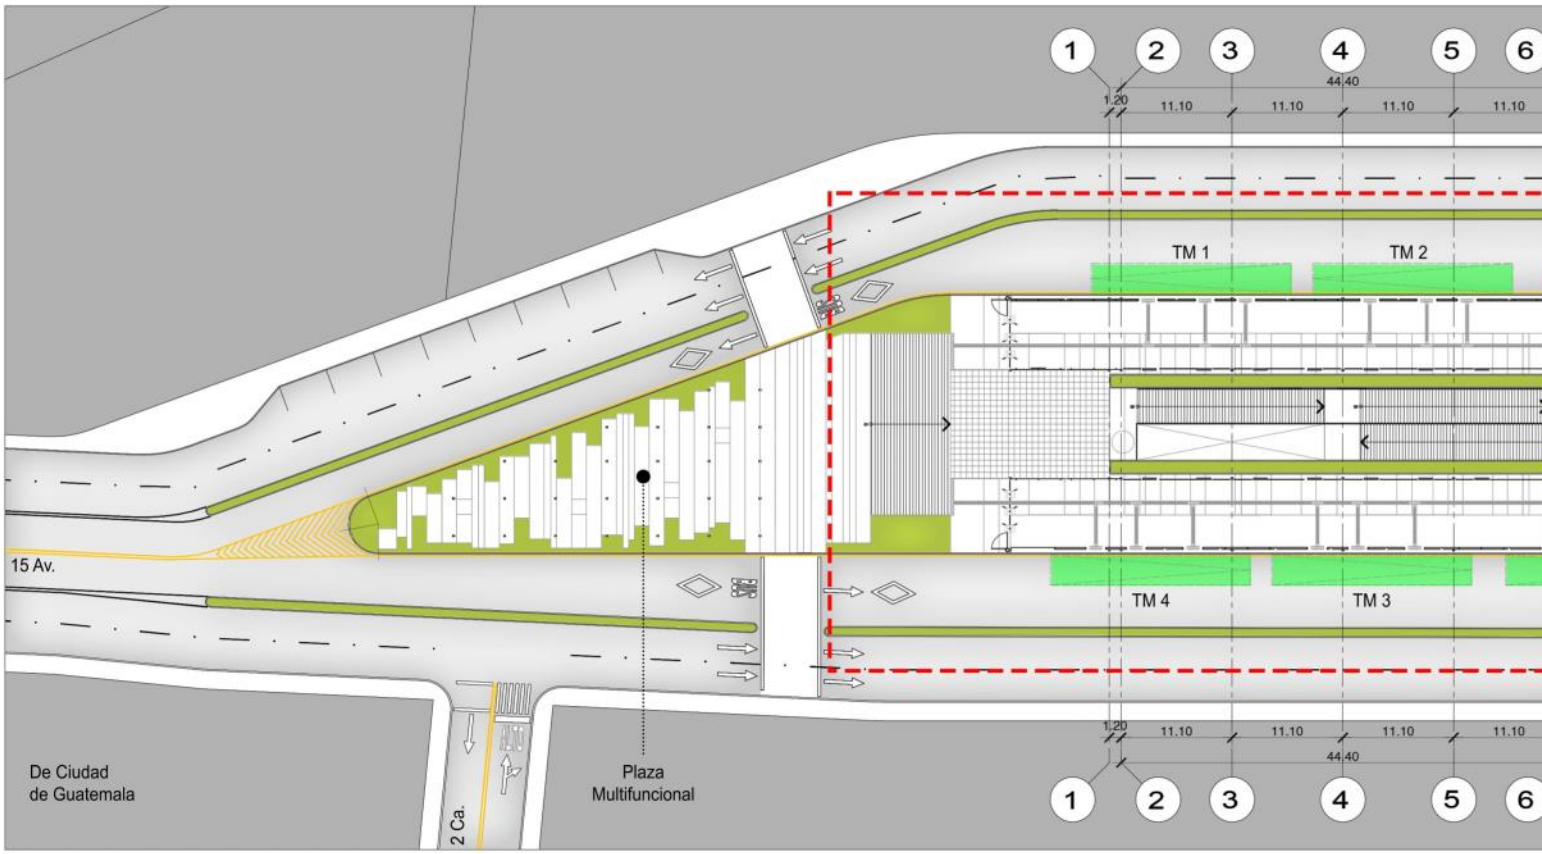 1 2 3 4 5 6
44.40
1.20 11.10 11.10 11.10 11.10
TM 1 TM 2
15 Av.
TM 4 TM 3
1.20 11.10 11.10 11.10 11.10
44.40
De Ciudad
de Guatemala
Plaza
Multifuncional
2 Ca.
1 2 3 4 5 6